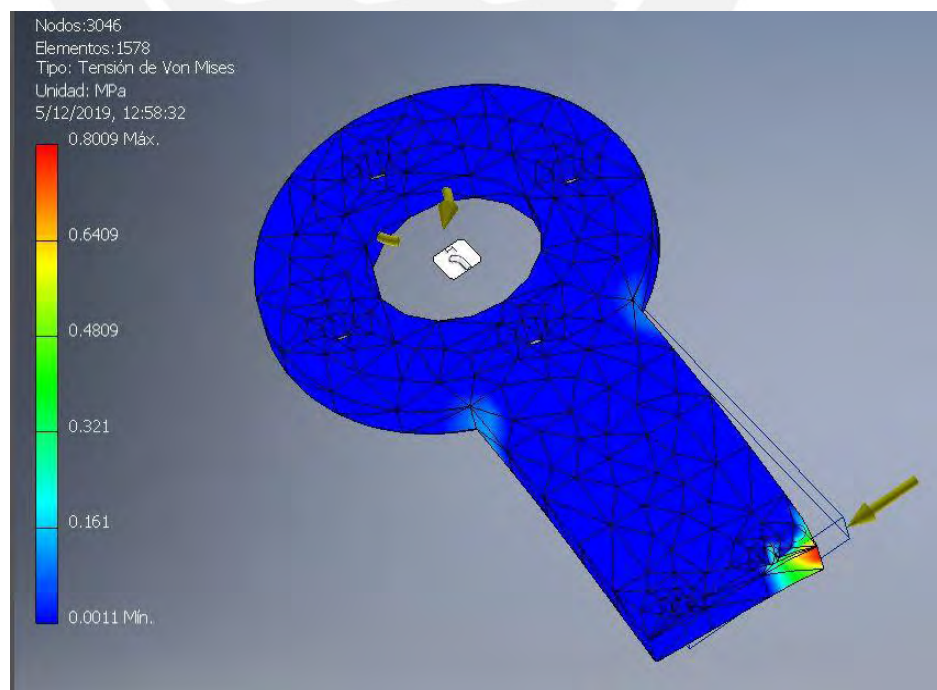 Nodos:3046
Elementos:1578
Tipo: Tensión de Von Mises
Unidad: MPa
5/12/2019, 12:58:32
0.8009 Máx.
0.6409
0.4809
0.321
0.161
0.0011 Mín.